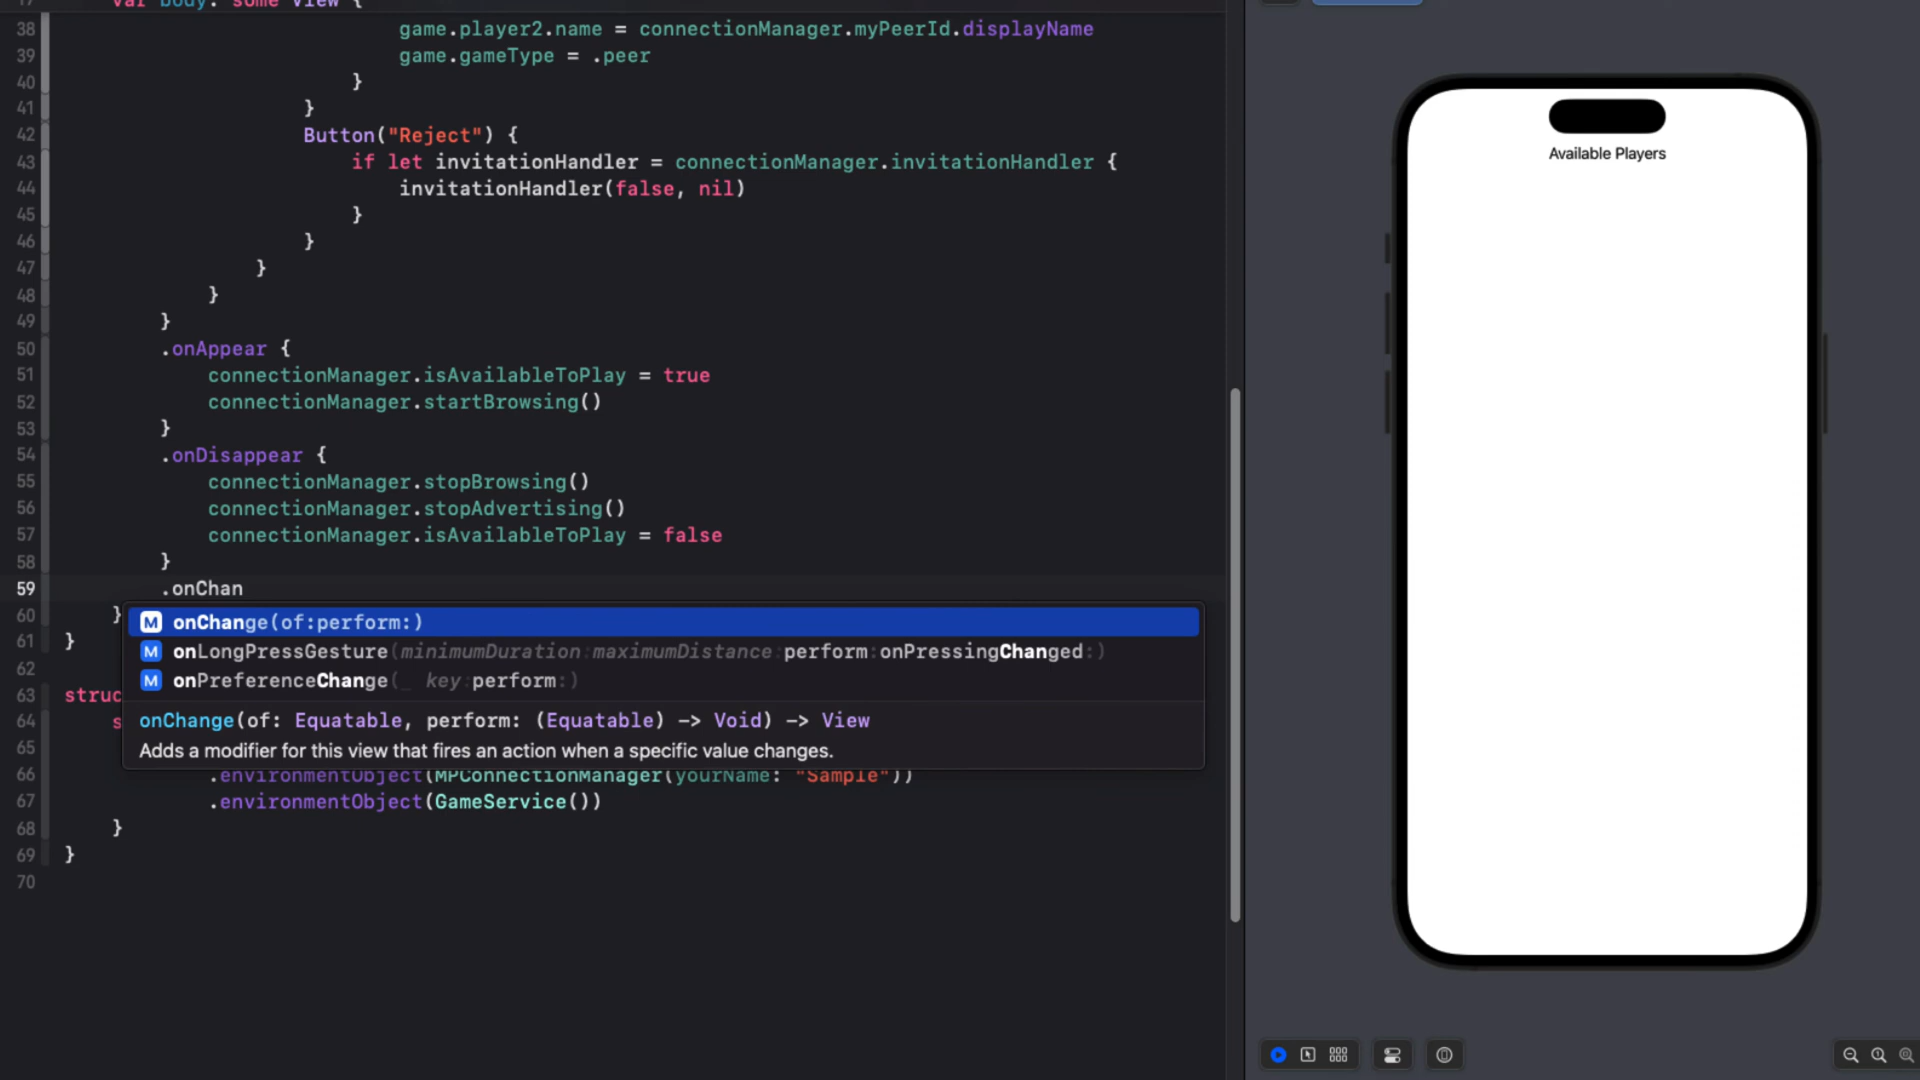 17 var body: some View {
38 game.player2.name = connectionManager.myPeerId.displayName
39 game.gameType = .peer
40 }
41 }
42 Button("Reject") {
43 if let invitationHandler = connectionManager.invitationHandler {
44 invitationHandler(false, nil)
45 }
46 }
47 }
48 }
49 }
50 .onAppear {
51 connectionManager.isAvailableToPlay = true
52 connectionManager.startBrowsing()
53 }
54 .onDisappear {
55 connectionManager.stopBrowsing()
56 connectionManager.stopAdvertising()
57 connectionManager.isAvailableToPlay = false
58 }
59 .onChan
60 }
M onChange(of:perform:)
61 }
M onLongPressGesture(minimumDuration:maximumDistance:perform:onPressingChanged:)
62
M onPreferenceChange(_ key:perform:)
63 struc
64 s
onChange(of: Equatable, perform: (Equatable) -> Void) -> View
65
Adds a modifier for this view that fires an action when a specific value changes.
66 .environmentObject(MPConnectionManager(yourName: "Sample"))
67 .environmentObject(GameService())
68 }
69 }
70
Available Players